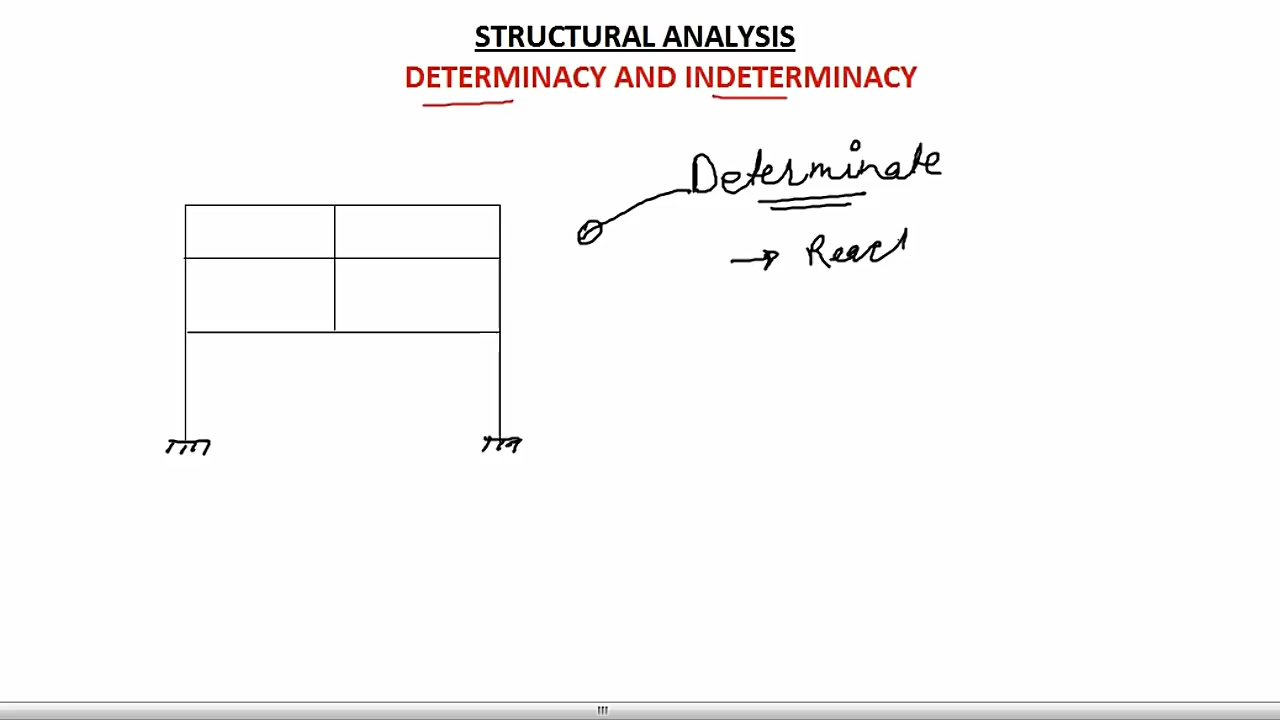 STRUCTURAL ANALYSIS
DETERMINACY AND INDETERMINACY
Determinate
→ React